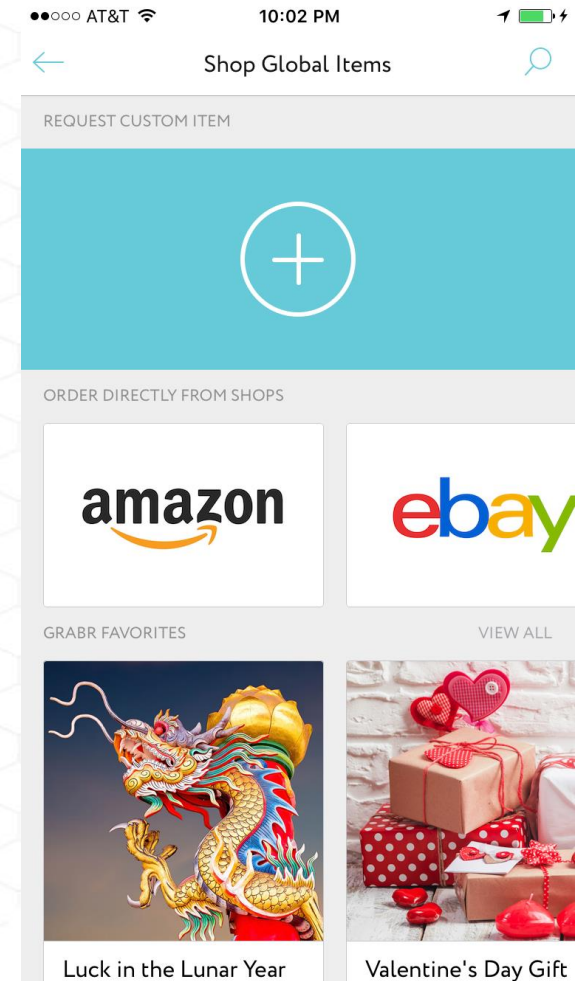 AT&T 10:02 PM
Shop Global Items
REQUEST CUSTOM ITEM
ORDER DIRECTLY FROM SHOPS
amazon ebay
GRABR FAVORITES VIEW ALL
Luck in the Lunar Year Valentine's Day Gift